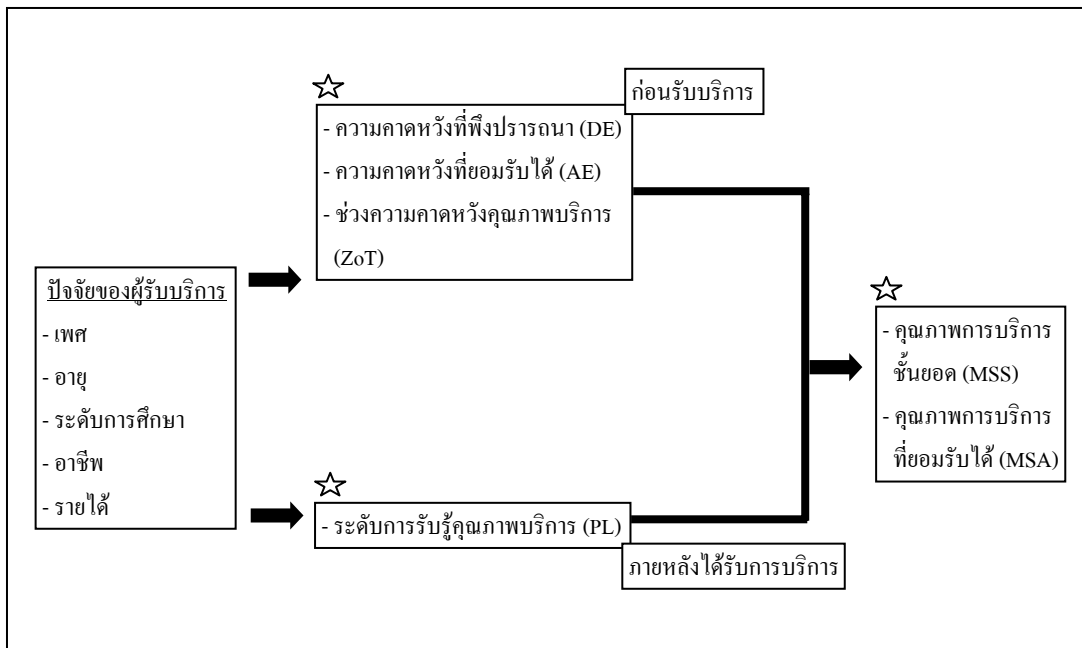 ปัจจัยของผู้รับบริการ
- เพศ
- อายุ
- ระดับการศึกษา
- อาชีพ
- รายได้
ก่อนรับบริการ
- ความคาดหวังที่พึงปรารถนา (DE)
- ความคาดหวังที่ยอมรับได้ (AE)
- ช่วงความคาดหวังคุณภาพบริการ
(ZoT)
- ระดับการรับรู้คุณภาพบริการ (PL)
ภายหลังได้รับการบริการ
- คุณภาพการบริการ
ชั้นยอด (MSS)
- คุณภาพการบริการ
ที่ยอมรับได้ (MSA)